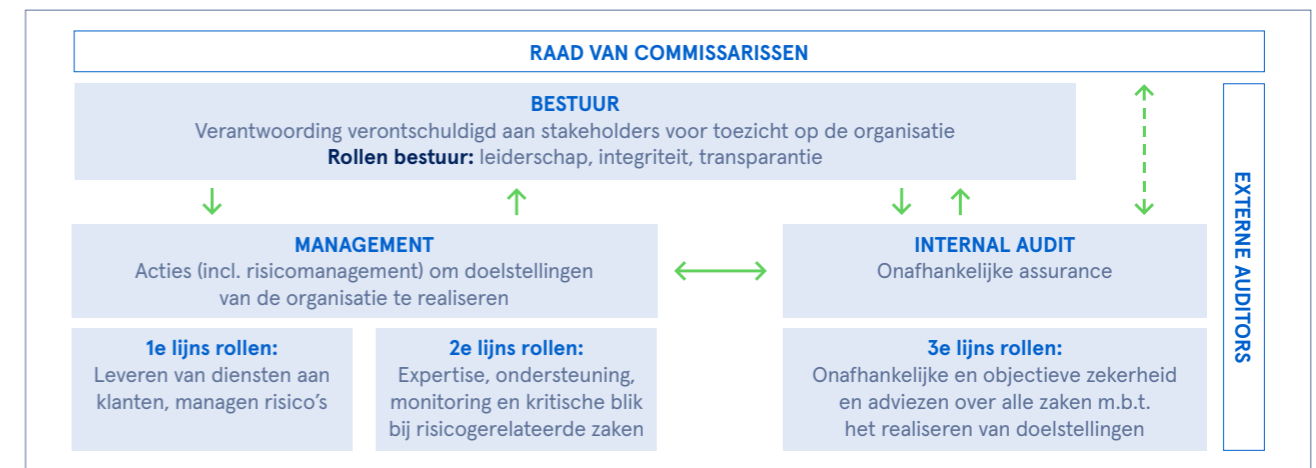 RAAD VAN COMMISSARISSEN
BESTUUR
Verantwoording verontschuldigd aan stakeholders voor toezicht op de organisatie
Rollen bestuur: leiderschap, integriteit, transparantie
MANAGEMENT
Acties (incl. risicomanagement) om doelstellingen
van de organisatie te realiseren
INTERNAL AUDIT
Onafhankelijke assurance
1e lijns rollen:
Leveren van diensten aan
klanten, managen risico's
2e lijns rollen:
Expertise, ondersteuning,
monitoring en kritische blik
bij risicogerelateerde zaken
3e lijns rollen:
Onafhankelijke en objectieve zekerheid
en adviezen over alle zaken m.b.t.
het realiseren van doelstellingen
EXTERNE AUDITORS